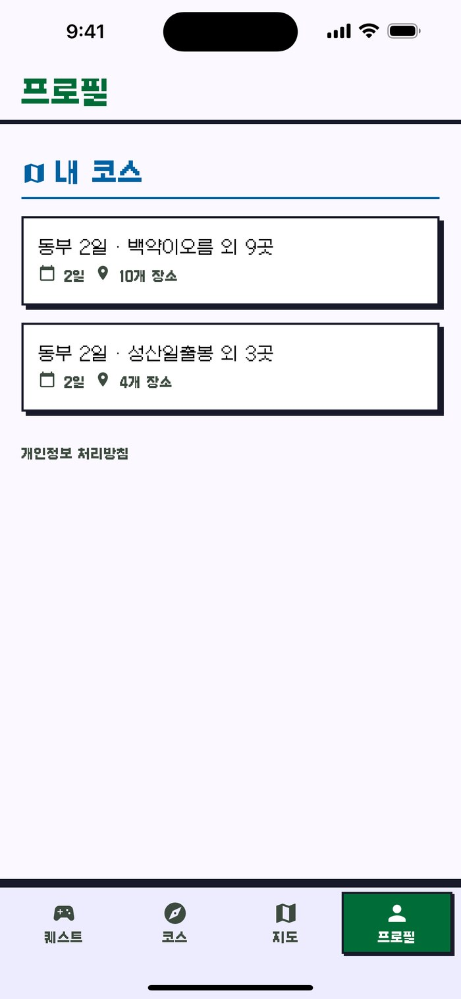 9:41
프로필
내 코스
동부 2일 · 백약이오름 외 9곳
2일 10개 장소
동부 2일 · 성산일출봉 외 3곳
2일 4개 장소
개인정보 처리방침
퀘스트 코스 지도 프로필